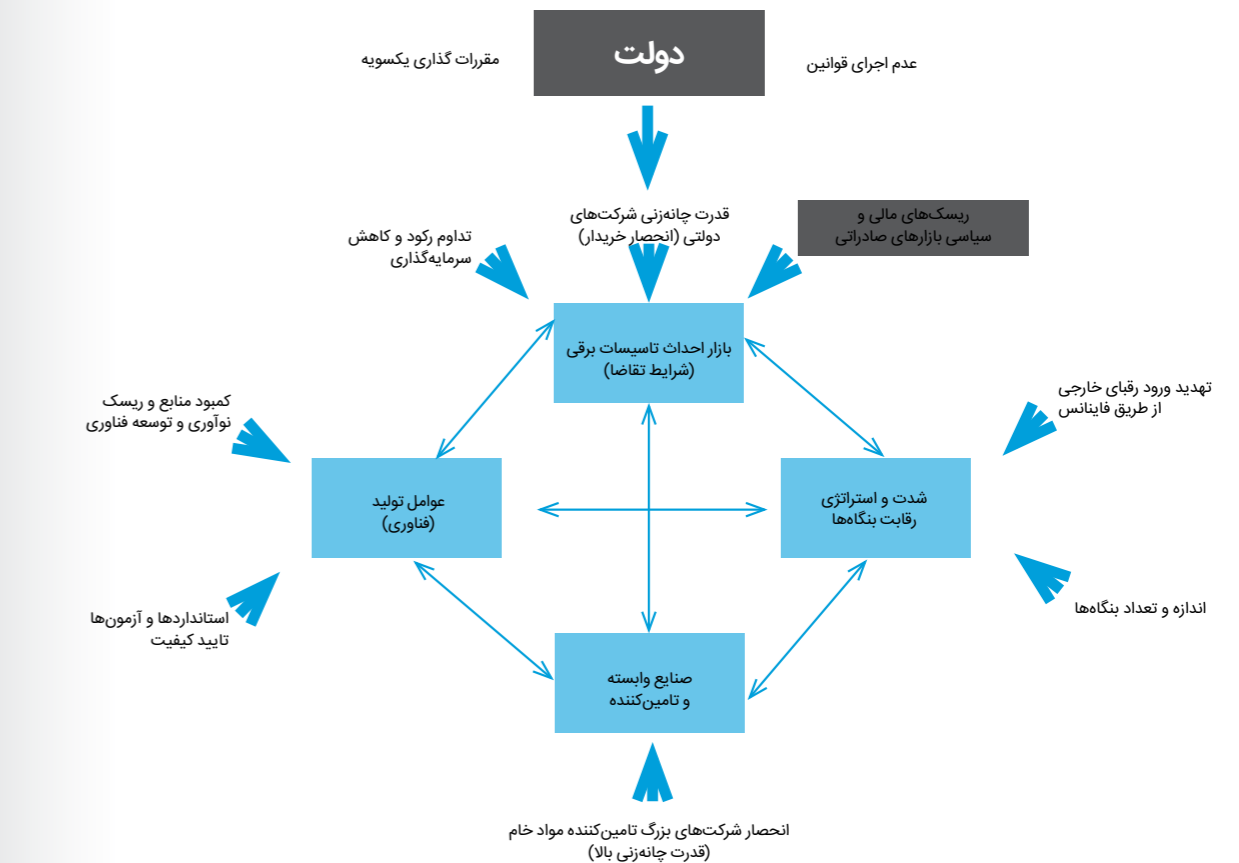 دولت
عدم اجرای قوانین
مقررات گذاری یکسویه
ریسک‌های مالی و
سیاسی بازارهای صادراتی
قدرت چانه‌زنی شرکت‌های
دولتی (انحصار خریدار)
تداوم رکود و کاهش
سرمایه‌گذاری
بازار احداث تاسیسات برقی
(شرایط تقاضا)
تهدید ورود رقبای خارجی
از طریق فاینانس
کمبود منابع و ریسک
نوآوری و توسعه فناوری
شدت و استراتژی
رقابت بنگاه‌ها
عوامل تولید
(فناوری)
اندازه و تعداد بنگاه‌ها
استانداردها و آزمون‌ها
تایید کیفیت
صنایع وابسته
و تامین‌کننده
انحصار شرکت‌های بزرگ تامین‌کننده مواد خام
(قدرت چانه‌زنی بالا)